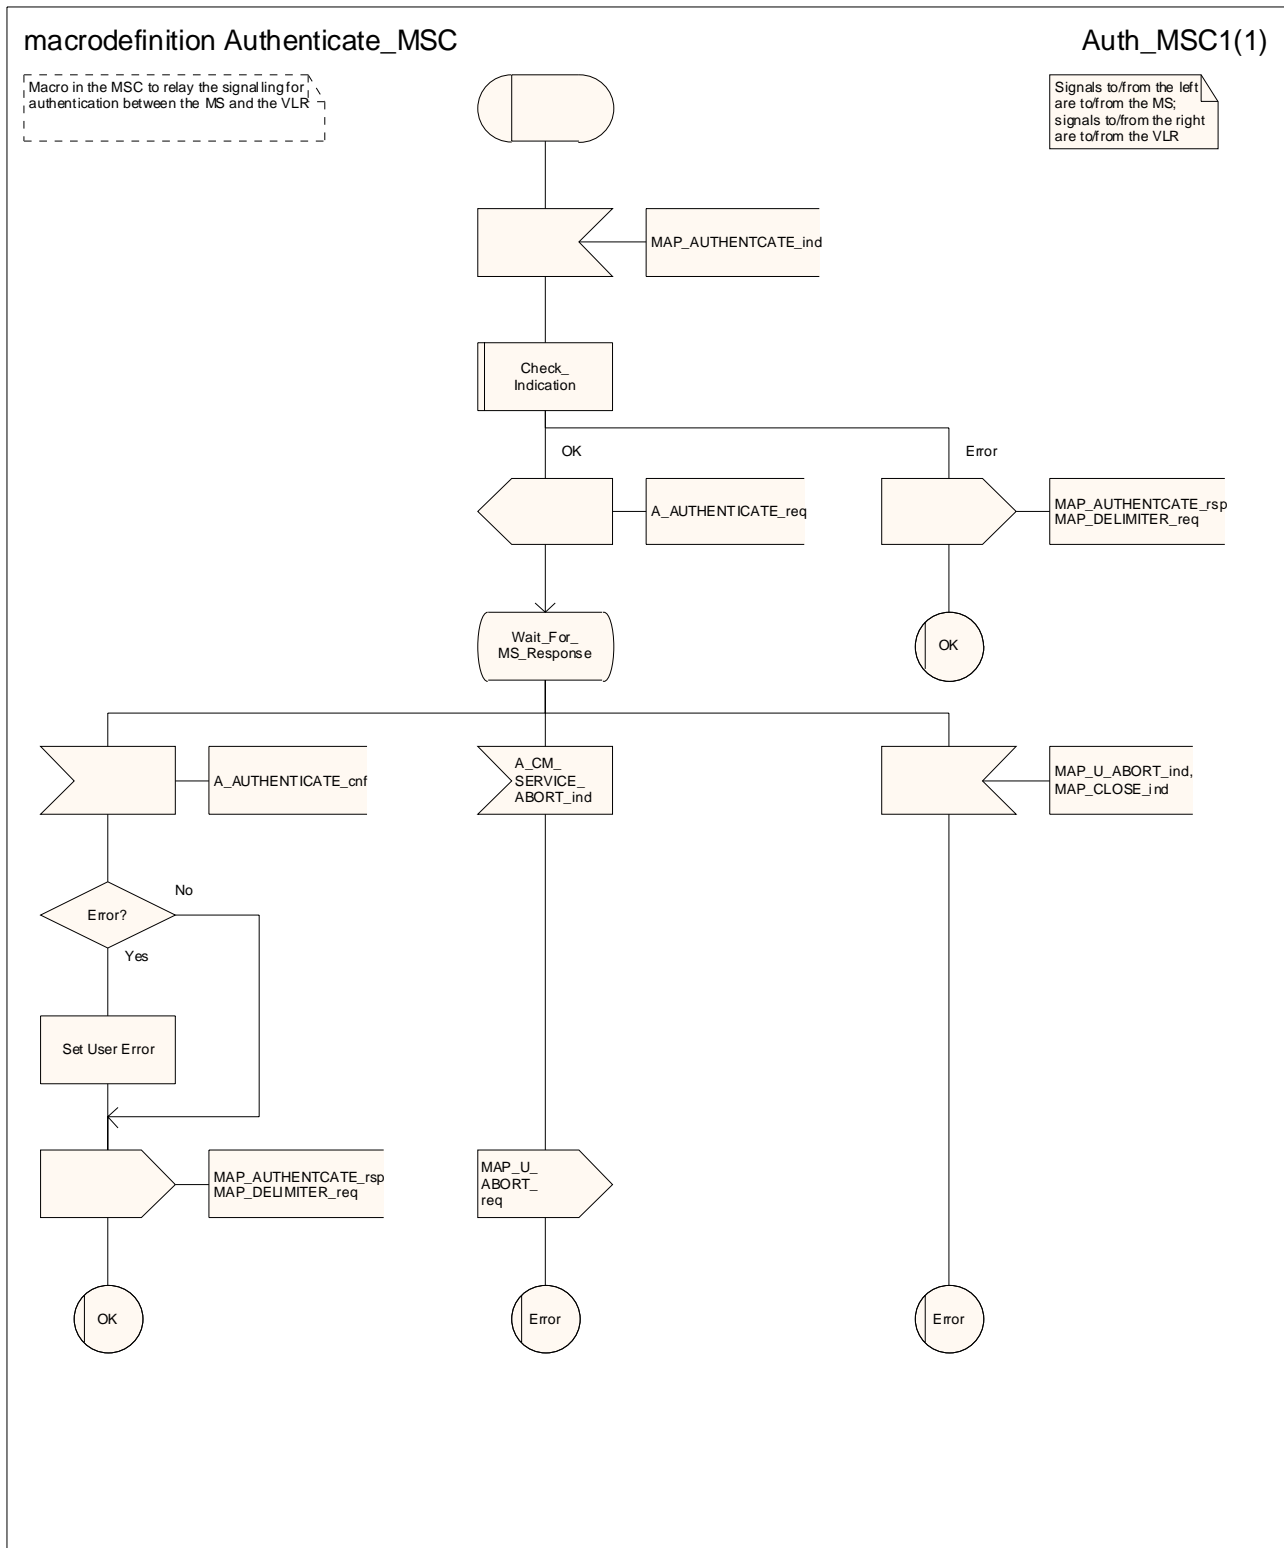 macrodefinition Authenticate_MSC
Auth_MSC1(1)
Macro in the MSC to relay the signalling for
authentication between the MS and the VLR
Signals to/from the left
are to/from the MS;
signals to/from the right
are to/from the VLR
MAP_AUTHENTCATE_ind
Check_
Indication
OK
Error
A_AUTHENTICATE_req
MAP_AUTHENTCATE_rsp
MAP_DELIMITER_req
Wait_For_
MS_Response
OK
A_AUTHENTICATE_cnf
A_CM_
SERVICE_
ABORT_ind
MAP_U_ABORT_ind,
MAP_CLOSE_ind
No
Error?
Yes
Set User Error
MAP_AUTHENTCATE_rsp
MAP_DELIMITER_req
MAP_U_
ABORT_
req
OK
Error
Error